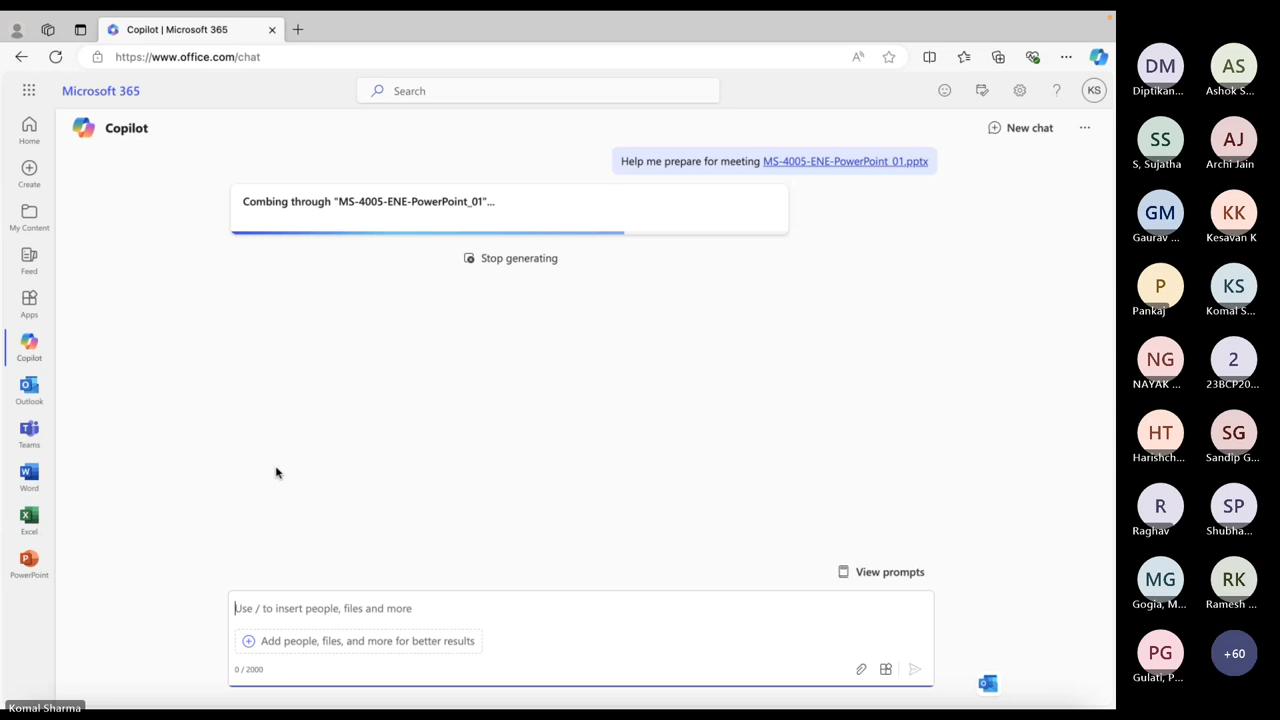 Copilot | Microsoft 365
https://www.office.com/chat
Microsoft 365
Search
KS
Home
Create
My Content
Feed
Apps
Copilot
Outlook
Teams
Word
Excel
PowerPoint
Copilot
New chat
Help me prepare for meeting MS-4005-ENE-PowerPoint_01.pptx
Combing through "MS-4005-ENE-PowerPoint_01"...
Stop generating
View prompts
Use / to insert people, files and more
Add people, files, and more for better results
0 / 2000
Komal Sharma
DM
Diptikan...
AS
Ashok S...
SS
S, Sujatha
AJ
Archi Jain
GM
Gaurav ...
KK
Kesavan K
P
Pankaj
KS
Komal S...
NG
NAYAK ...
2
23BCP20...
HT
Harishch...
SG
Sandip G...
R
Raghav
SP
Shubha...
MG
Gogia, M...
RK
Ramesh ...
PG
Gulati, P...
+60